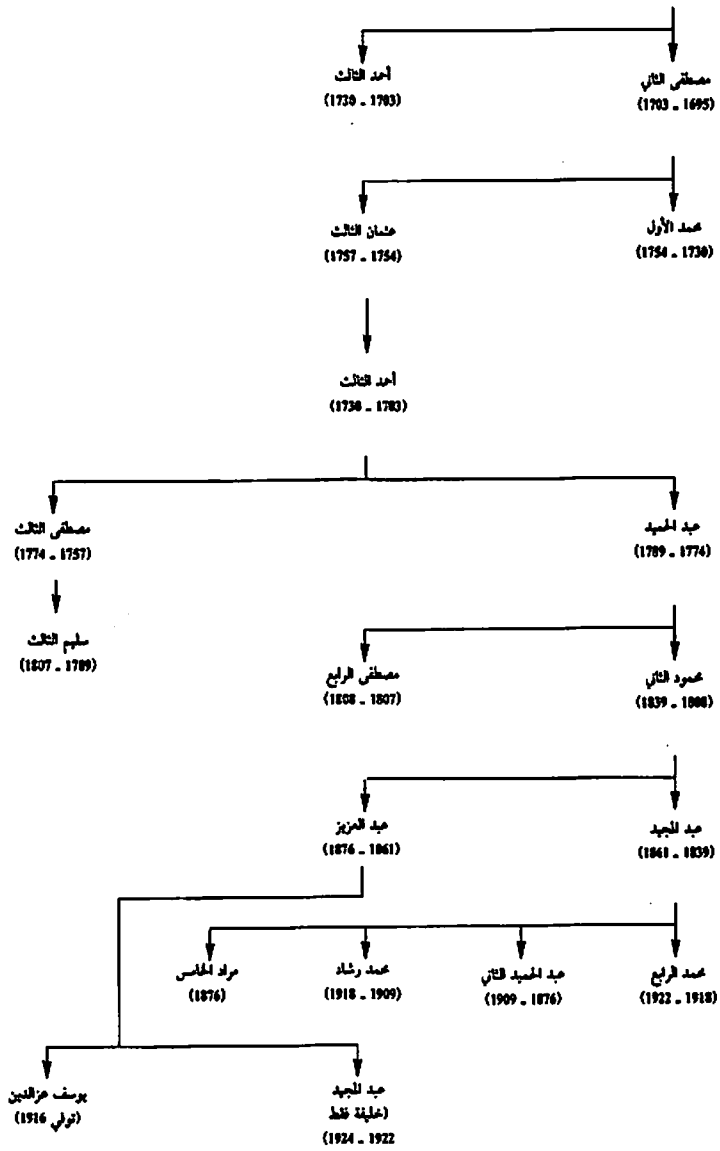 مصطفى الثاني
(1695 - 1703)
أحمد الثالث
(1703 - 1730)
محمد الأول
(1730 - 1754)
عثمان الثالث
(1754 - 1757)
أحمد الثالث
(1703 - 1730)
عبد الحميد
(1774 - 1789)
مصطفى الثالث
(1757 - 1774)
سليم الثالث
(1789 - 1807)
محمود الثاني
(1808 - 1839)
مصطفى الرابع
(1807 - 1808)
عبد المجيد
(1839 - 1861)
عبد العزيز
(1861 - 1876)
محمد الرابع
(1918 - 1922)
عبد الحميد الثاني
(1876 - 1909)
محمد رشاد
(1909 - 1918)
مراد الخامس
(1876)
عبد المجيد
(خليفة فقط
1922 - 1924)
يوسف عزالدين
(توفي 1916)